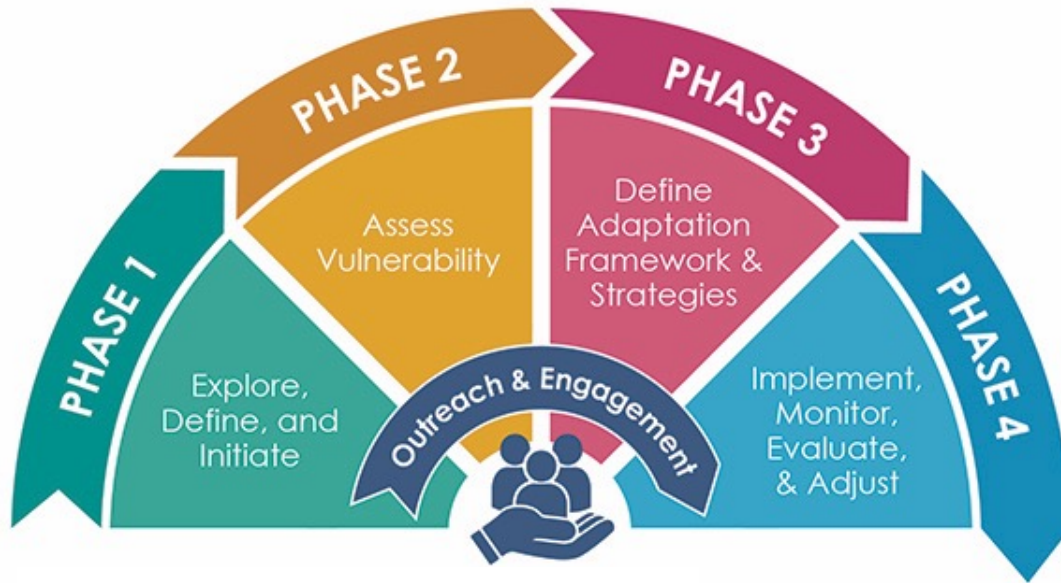 PHASE 1
Explore,
Define, and
Initiate
PHASE 2
Assess
Vulnerability
PHASE 3
Define
Adaptation
Framework &
Strategies
PHASE 4
Implement,
Monitor,
Evaluate,
& Adjust
Outreach & Engagement